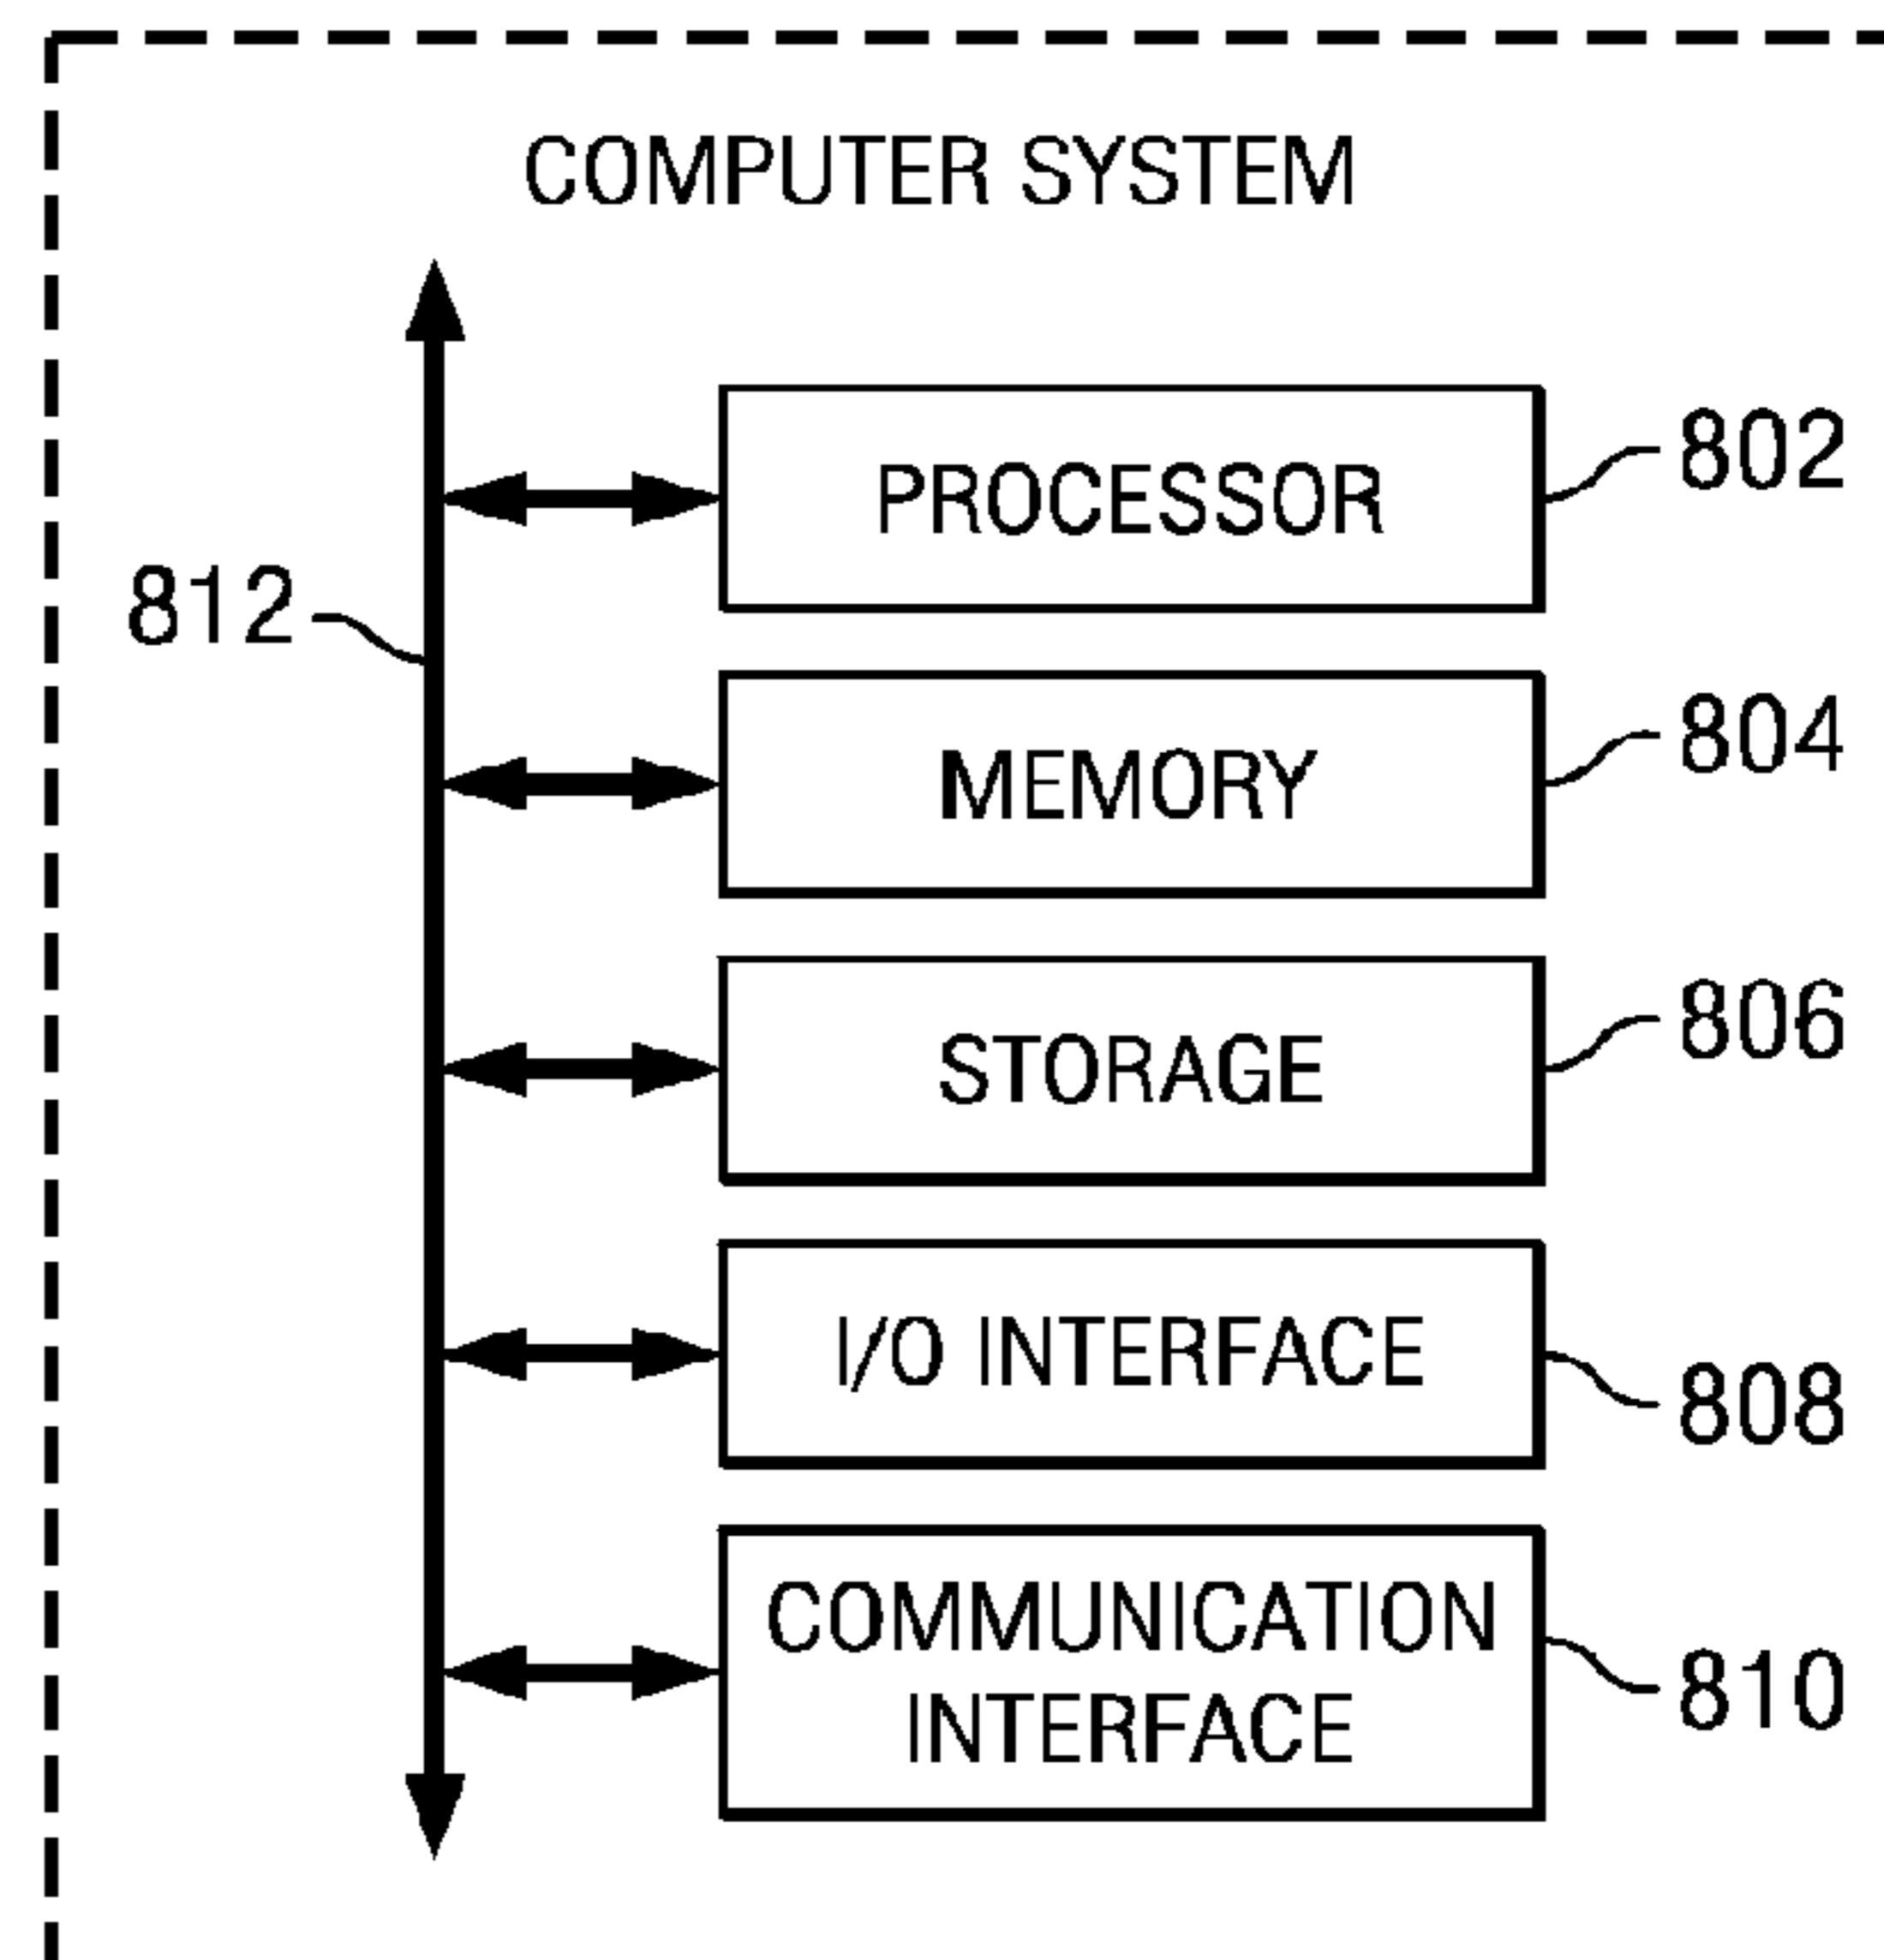 COMPUTER SYSTEM
PROCESSOR
802
812
MEMORY
804
STORAGE
806
I/O INTERFACE
808
COMMUNICATION
INTERFACE
810